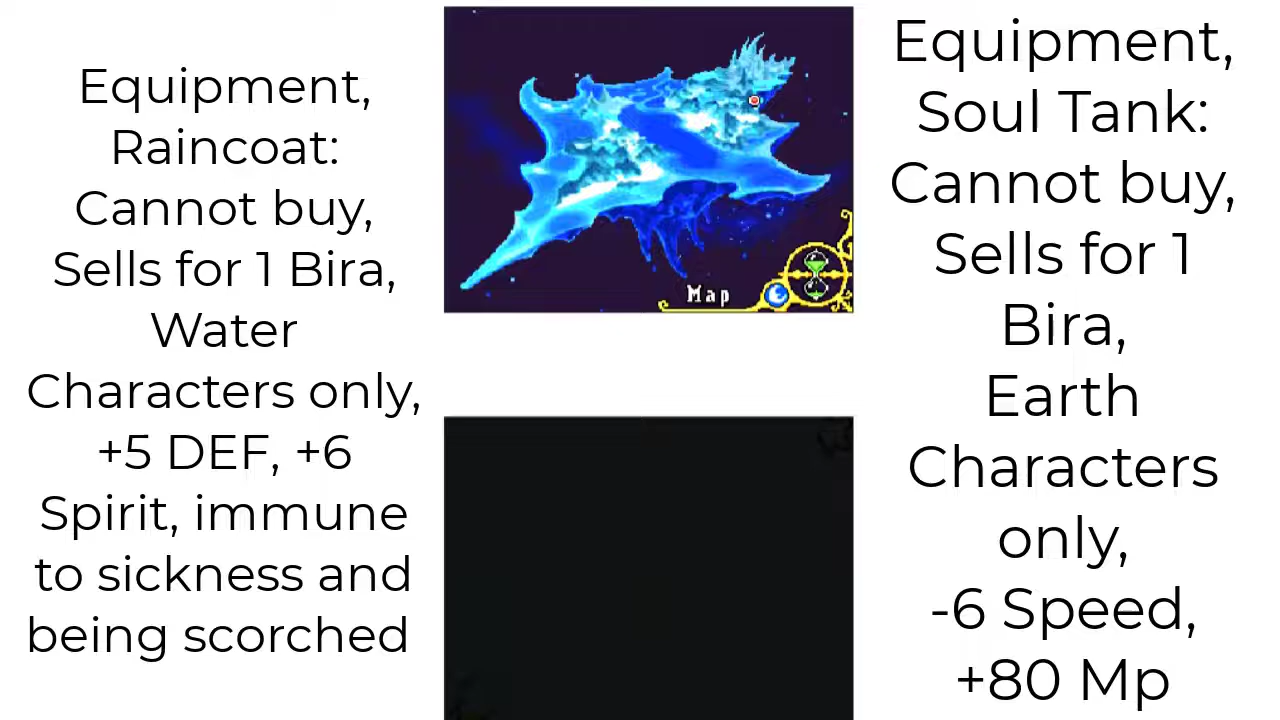 Equipment,
Raincoat:
Cannot buy,
Sells for 1 Bira,
Water
Characters only,
+5 DEF, +6
Spirit, immune
to sickness and
being scorched
Map
Equipment,
Soul Tank:
Cannot buy,
Sells for 1
Bira,
Earth
Characters
only,
-6 Speed,
+80 Mp